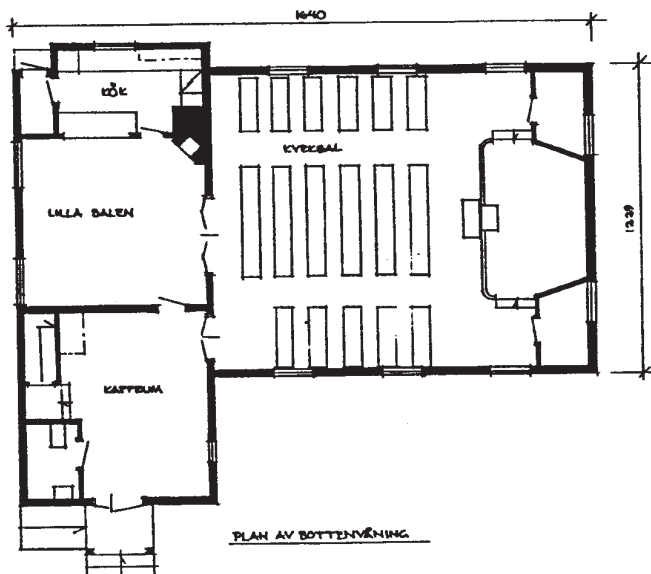 1640
KÖK
KYRKSAL
LILLA SALEN
1229
KAPPRUM
PLAN AV BOTTENVÅNING